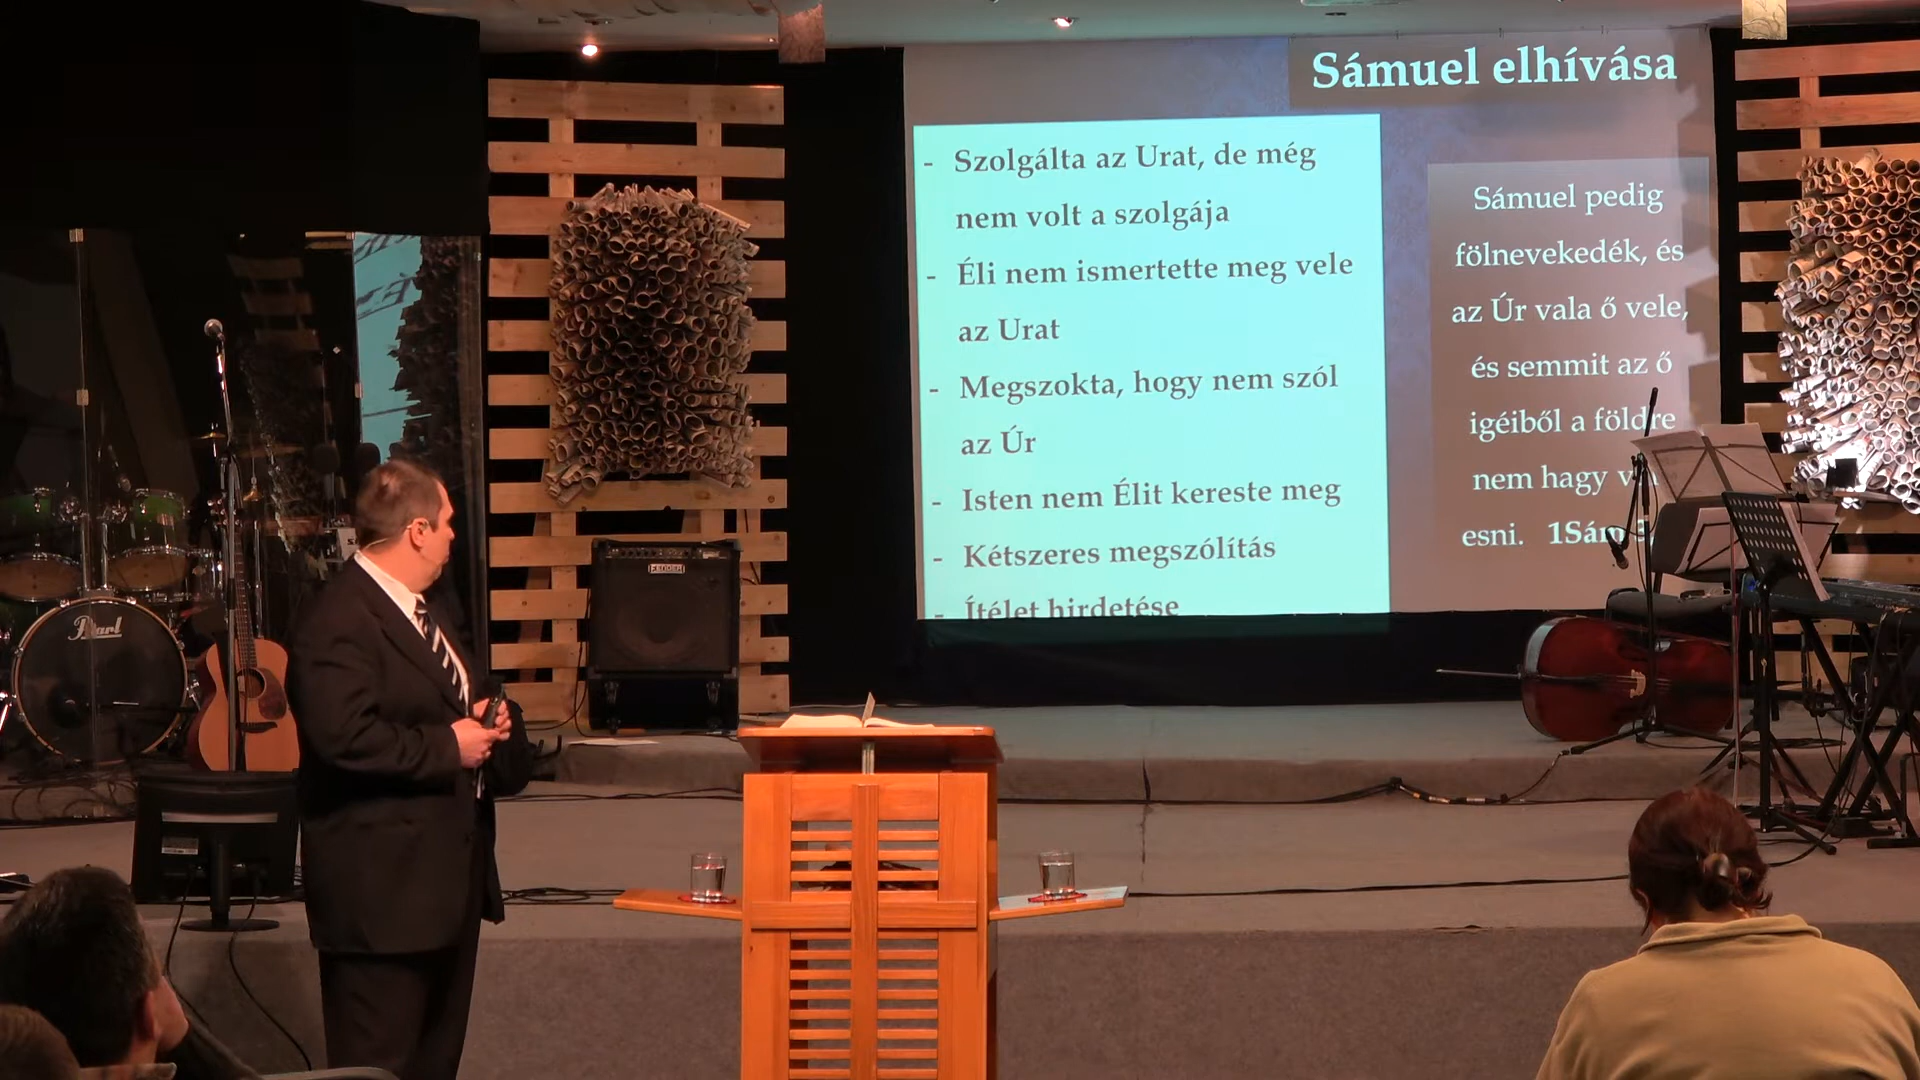 Sámuel elhívása
- Szolgálta az Urat, de még
nem volt a szolgája
- Éli nem ismertette meg vele
az Urat
- Megszokta, hogy nem szól
az Úr
- Isten nem Élit kereste meg
- Kétszeres megszólítás
- Ítélet hirdetése
Sámuel pedig
fölnevekedék, és
az Úr vala ő vele,
és semmit az ő
igéiből a földre
nem hagy
esni. 1Sám
Pearl
FENDER